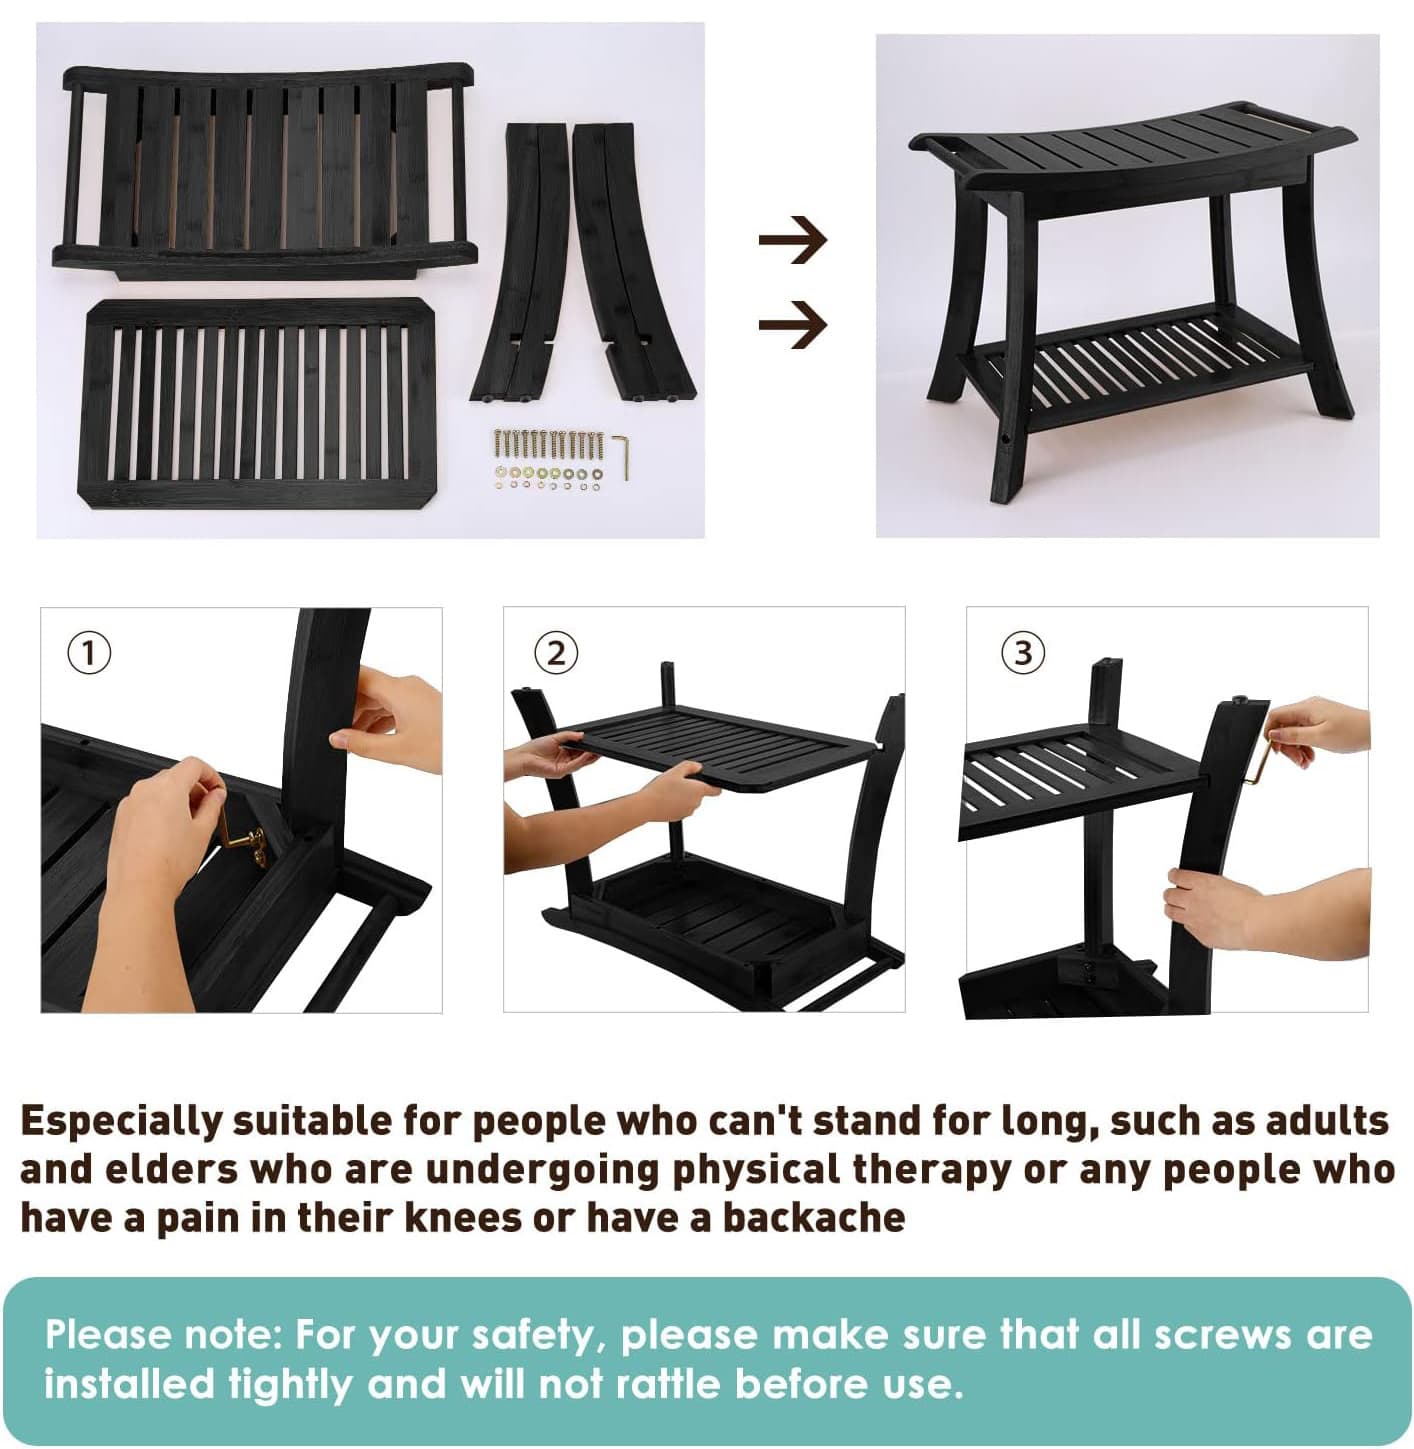 1
2
3
Especially suitable for people who can't stand for long, such as adults
and elders who are undergoing physical therapy or any people who
have a pain in their knees or have a backache
Please note: For your safety, please make sure that all screws are
installed tightly and will not rattle before use.